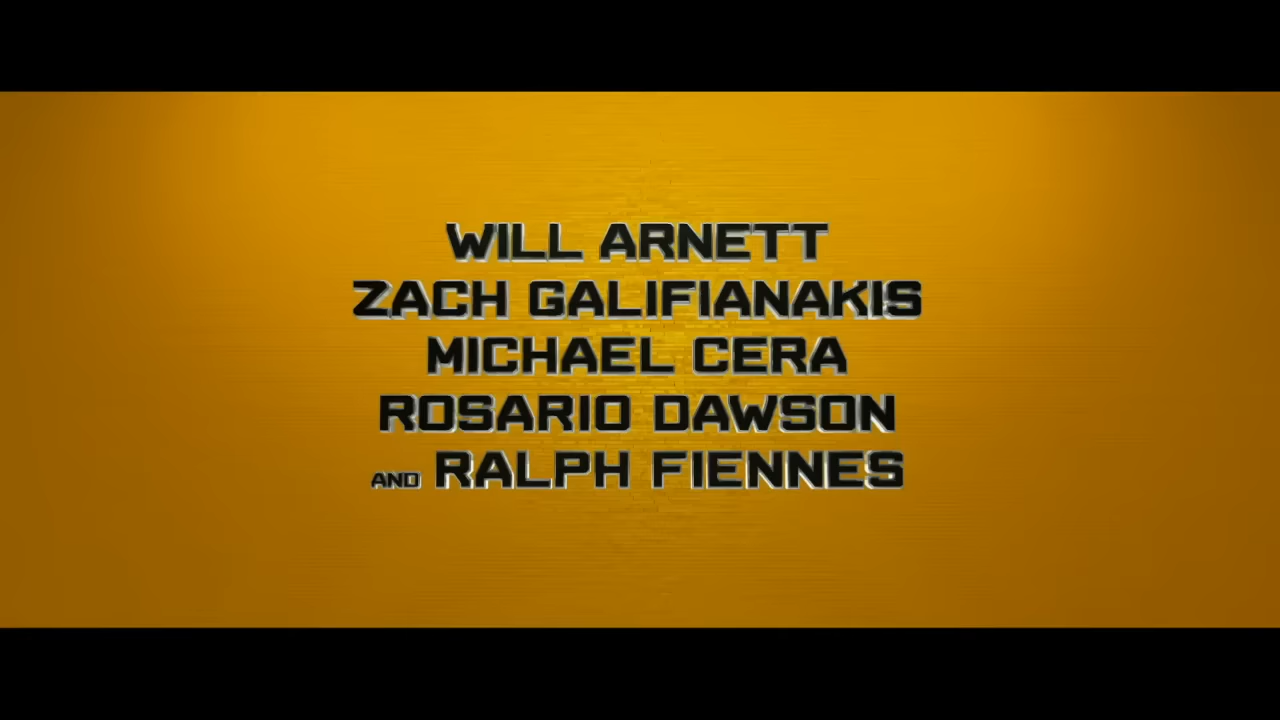 WILL ARNETT
ZACH GALIFIANAKIS
MICHAEL CERA
ROSARIO DAWSON
AND RALPH FIENNES